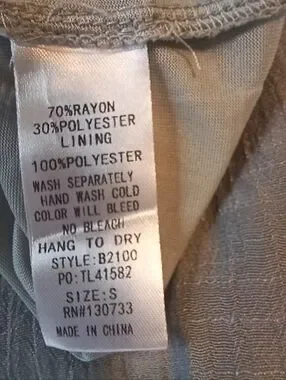 70%RAYON
30%POLYESTER
LINING
100%POLYESTER
WASH SEPARATELY
HAND WASH COLD
COLOR WILL BLEED
NO BLEACH
HANG TO DRY
STYLE:B2100
PO:TL41582
SIZE:S
RN#130733
MADE IN CHINA